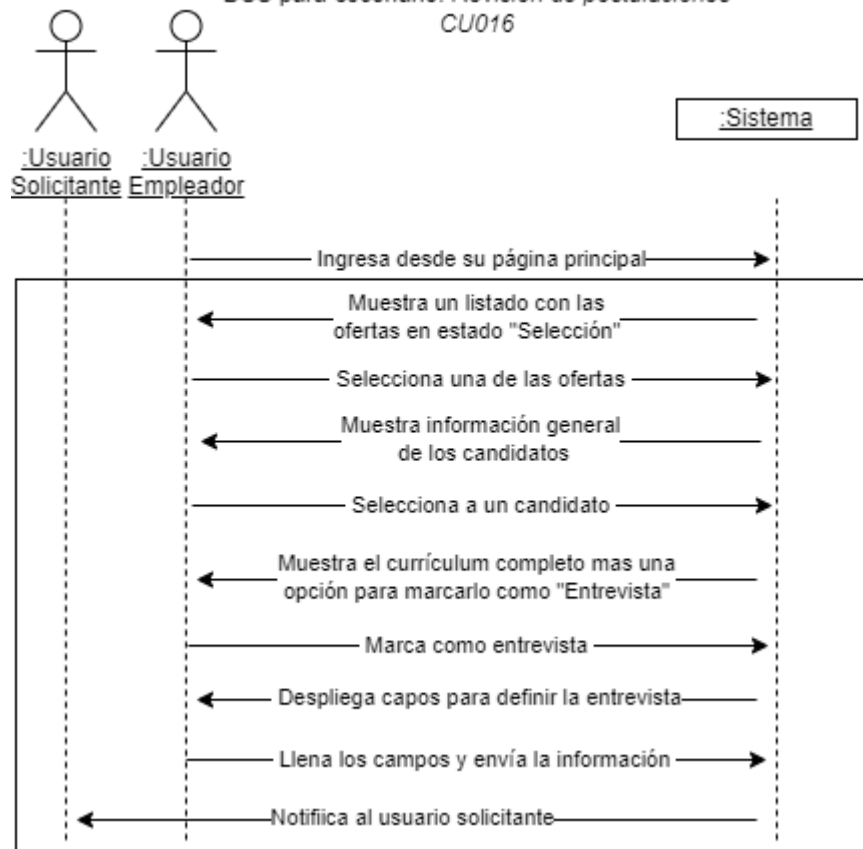 CU016
:Usuario
Solicitante
:Usuario
Empleador
:Sistema
Ingresa desde su página principal
Muestra un listado con las
ofertas en estado "Selección"
Selecciona una de las ofertas
Muestra información general
de los candidatos
Selecciona a un candidato
Muestra el currículum completo mas una
opción para marcarlo como "Entrevista"
Marca como entrevista
Despliega capos para definir la entrevista
Llena los campos y envía la información
Notifiica al usuario solicitante